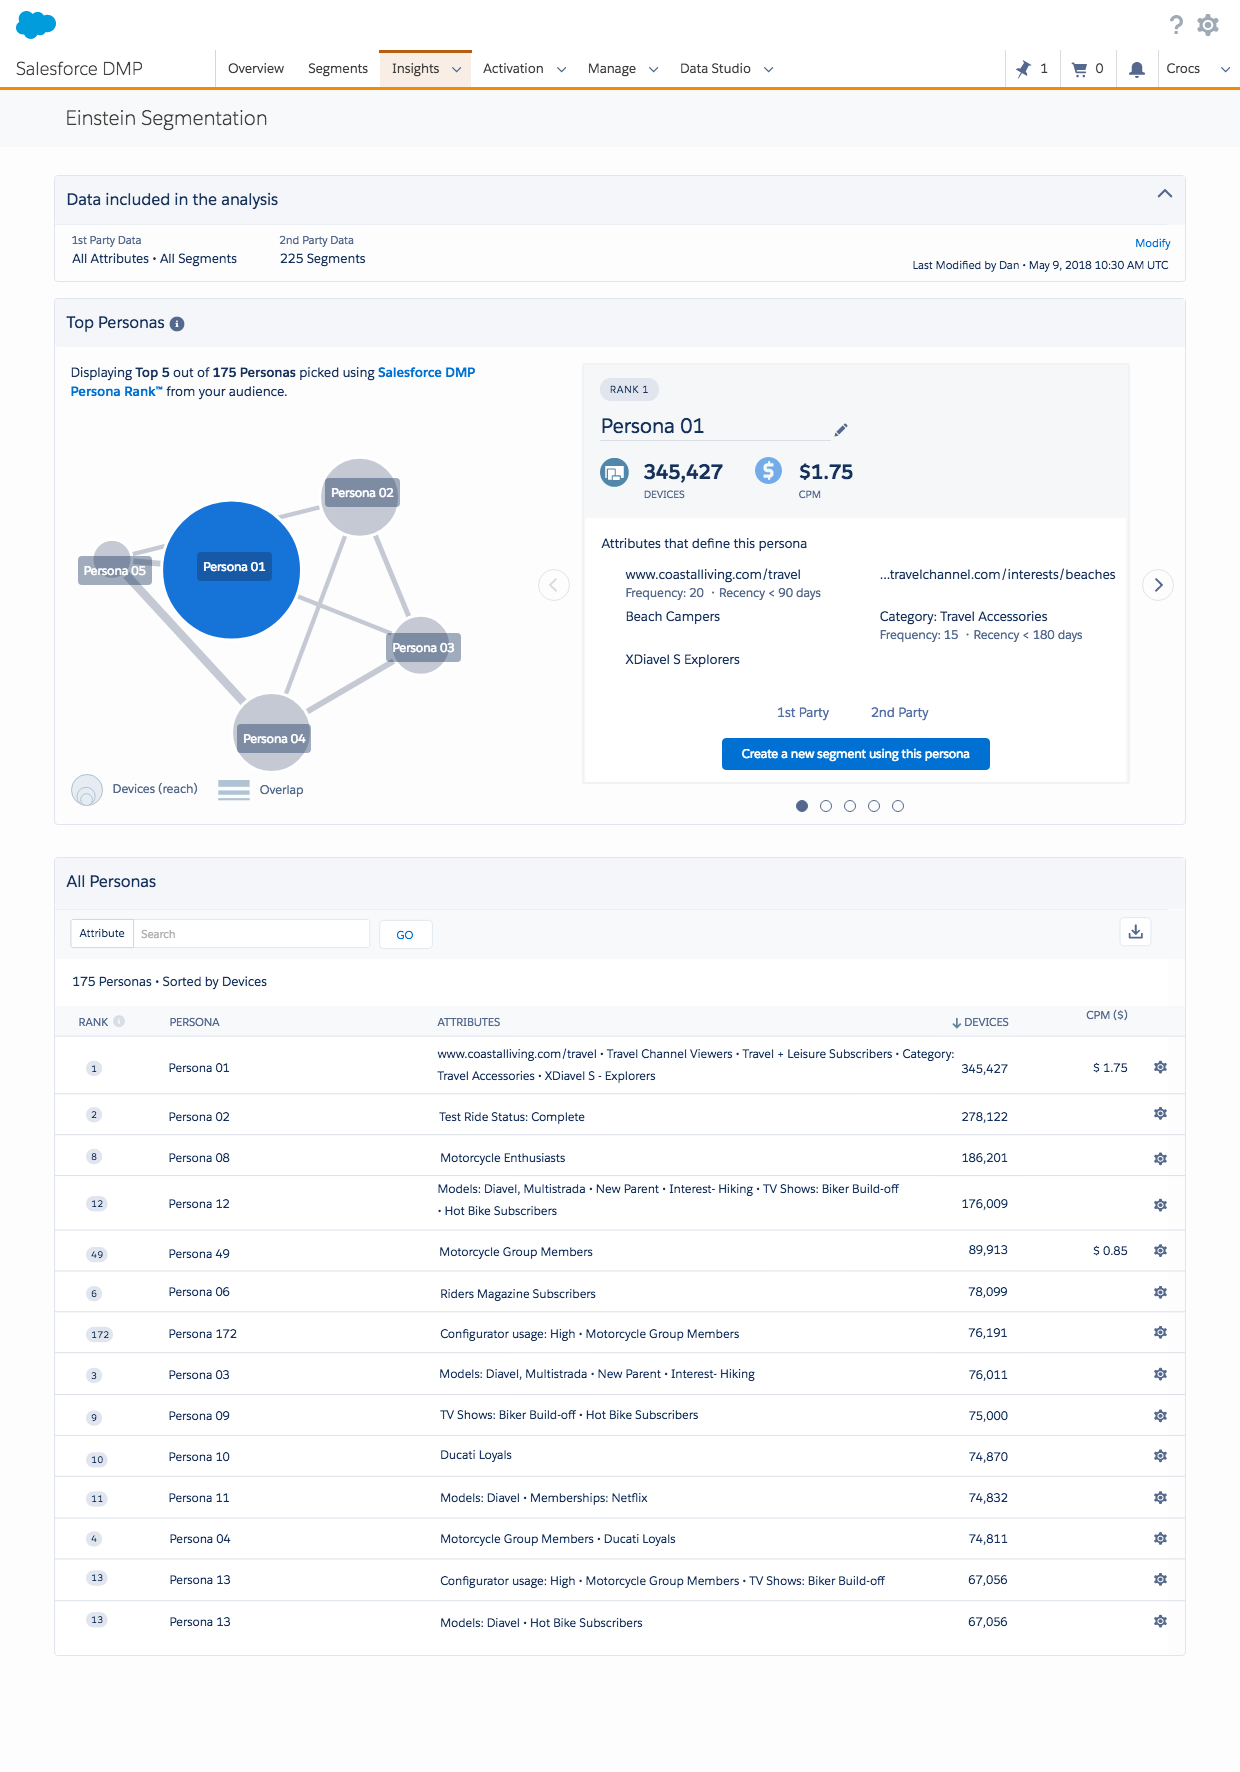 Salesforce DMP
Overview Segments Insights Activation Manage Data Studio 1 0 Crocs
Einstein Segmentation
Data included in the analysis
1st Party Data 2nd Party Data
All Attributes • All Segments 225 Segments
Modify
Last Modified by Dan • May 9, 2018 10:30 AM UTC
Top Personas
Displaying Top 5 out of 175 Personas picked using Salesforce DMP
Persona Rank™ from your audience.
Persona 02
Persona 01
Persona 05
Persona 03
Persona 04
Devices (reach) Overlap
RANK 1
Persona 01
345,427 $1.75
DEVICES CPM
Attributes that define this persona
www.coastalliving.com/travel ...travelchannel.com/interests/beaches
Frequency: 20 · Recency < 90 days
Beach Campers Category: Travel Accessories
Frequency: 15 · Recency < 180 days
XDiavel S Explorers
1st Party 2nd Party
Create a new segment using this persona
All Personas
Attribute Search GO
175 Personas • Sorted by Devices
RANK PERSONA ATTRIBUTES ↓ DEVICES CPM ($)
www.coastalliving.com/travel • Travel Channel Viewers • Travel + Leisure Subscribers • Category:
1 Persona 01 345,427 $ 1.75
Travel Accessories • XDiavel S - Explorers
2 Persona 02 Test Ride Status: Complete 278,122
8 Persona 08 Motorcycle Enthusiasts 186,201
Models: Diavel, Multistrada • New Parent • Interest- Hiking • TV Shows: Biker Build-off
12 Persona 12 176,009
• Hot Bike Subscribers
49 Persona 49 Motorcycle Group Members 89,913 $ 0.85
6 Persona 06 Riders Magazine Subscribers 78,099
172 Persona 172 Configurator usage: High • Motorcycle Group Members 76,191
3 Persona 03 Models: Diavel, Multistrada • New Parent • Interest- Hiking 76,011
9 Persona 09 TV Shows: Biker Build-off • Hot Bike Subscribers 75,000
10 Persona 10 Ducati Loyals 74,870
11 Persona 11 Models: Diavel • Memberships: Netflix 74,832
4 Persona 04 Motorcycle Group Members • Ducati Loyals 74,811
13 Persona 13 Configurator usage: High • Motorcycle Group Members • TV Shows: Biker Build-off 67,056
13 Persona 13 Models: Diavel • Hot Bike Subscribers 67,056